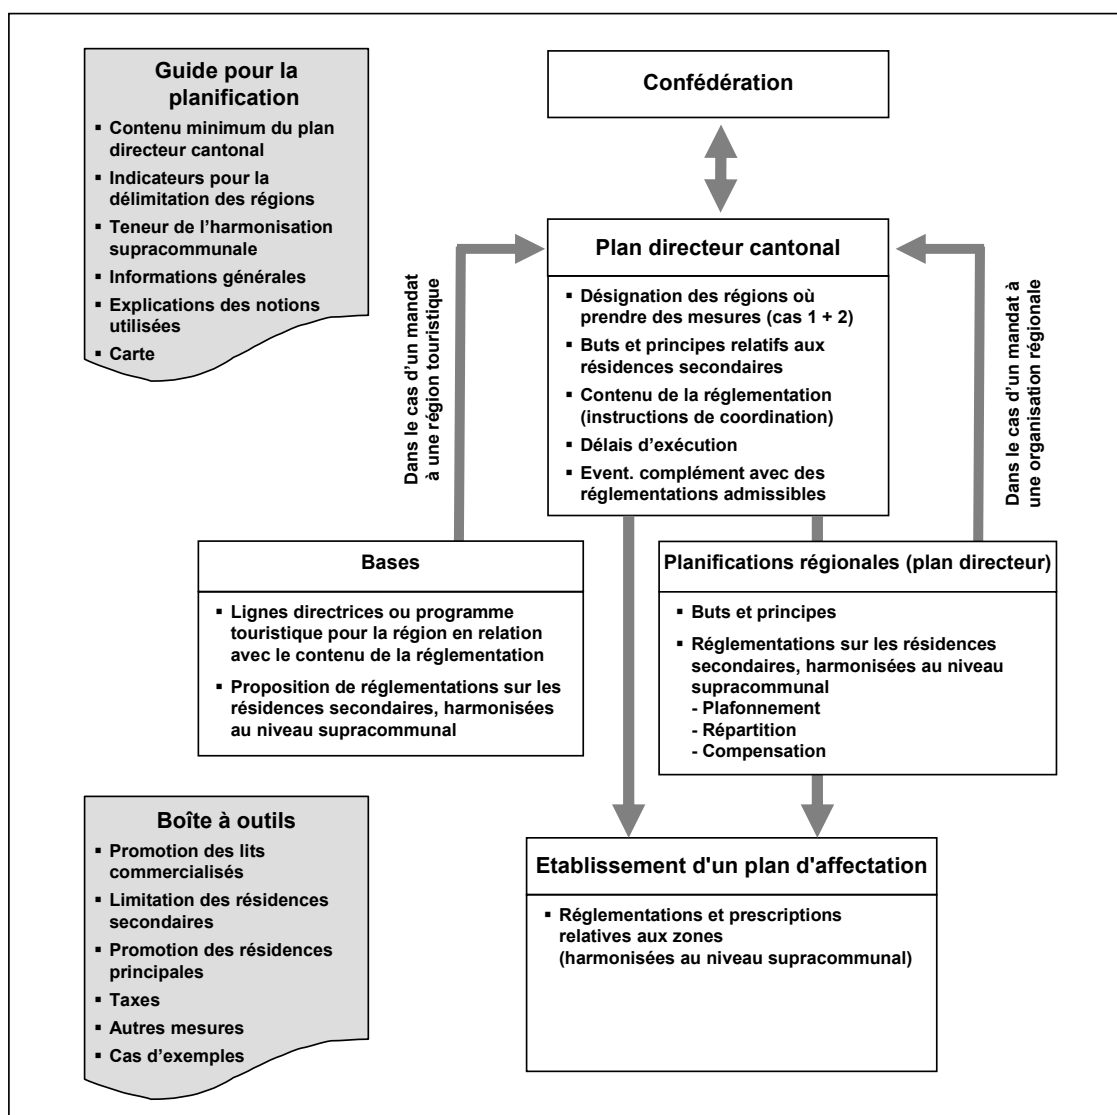 Guide pour la
planification
▪ Contenu minimum du plan
directeur cantonal
▪ Indicateurs pour la
délimitation des régions
▪ Teneur de l'harmonisation
supracommunale
▪ Informations générales
▪ Explications des notions
utilisées
▪ Carte
Confédération
Plan directeur cantonal
▪ Désignation des régions où
prendre des mesures (cas 1 + 2)
▪ Buts et principes relatifs aux
résidences secondaires
▪ Contenu de la réglementation
(instructions de coordination)
▪ Délais d'exécution
▪ Event. complément avec des
réglementations admissibles
Dans le cas d'un mandat
à une région touristique
Dans le cas d'un mandat à
une organisation régionale
Bases
▪ Lignes directrices ou programme
touristique pour la région en relation
avec le contenu de la réglementation
▪ Proposition de réglementations sur les
résidences secondaires, harmonisées
au niveau supracommunal
Planifications régionales (plan directeur)
▪ Buts et principes
▪ Réglementations sur les résidences
secondaires, harmonisées au niveau
supracommunal
- Plafonnement
- Répartition
- Compensation
Boîte à outils
▪ Promotion des lits
commercialisés
▪ Limitation des résidences
secondaires
▪ Promotion des résidences
principales
▪ Taxes
▪ Autres mesures
▪ Cas d'exemples
Etablissement d'un plan d'affectation
▪ Réglementations et prescriptions
relatives aux zones
(harmonisées au niveau supracommunal)